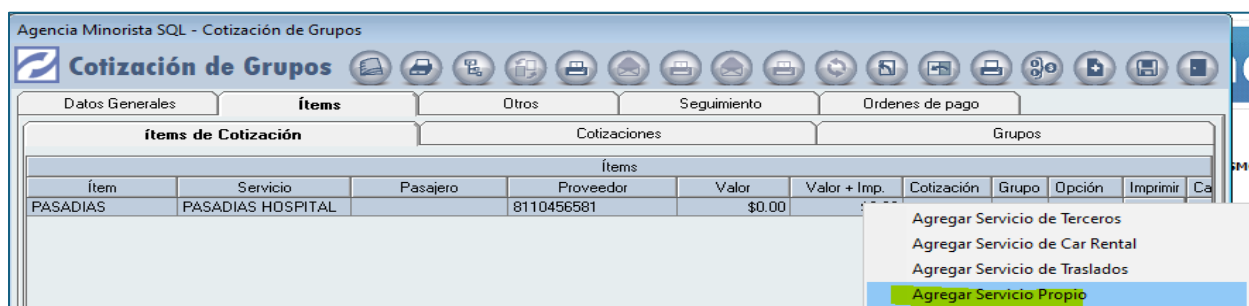 Agencia Minorista SQL - Cotización de Grupos
Cotización de Grupos
Datos Generales Ítems Otros Seguimiento Ordenes de pago
ítems de Cotización Cotizaciones Grupos
Ítems
Ítem Servicio Pasajero Proveedor Valor Valor + Imp. Cotización Grupo Opción Imprimir Ca
PASADIAS PASADIAS HOSPITAL 8110456581 $0.00
Agregar Servicio de Terceros
Agregar Servicio de Car Rental
Agregar Servicio de Traslados
Agregar Servicio Propio